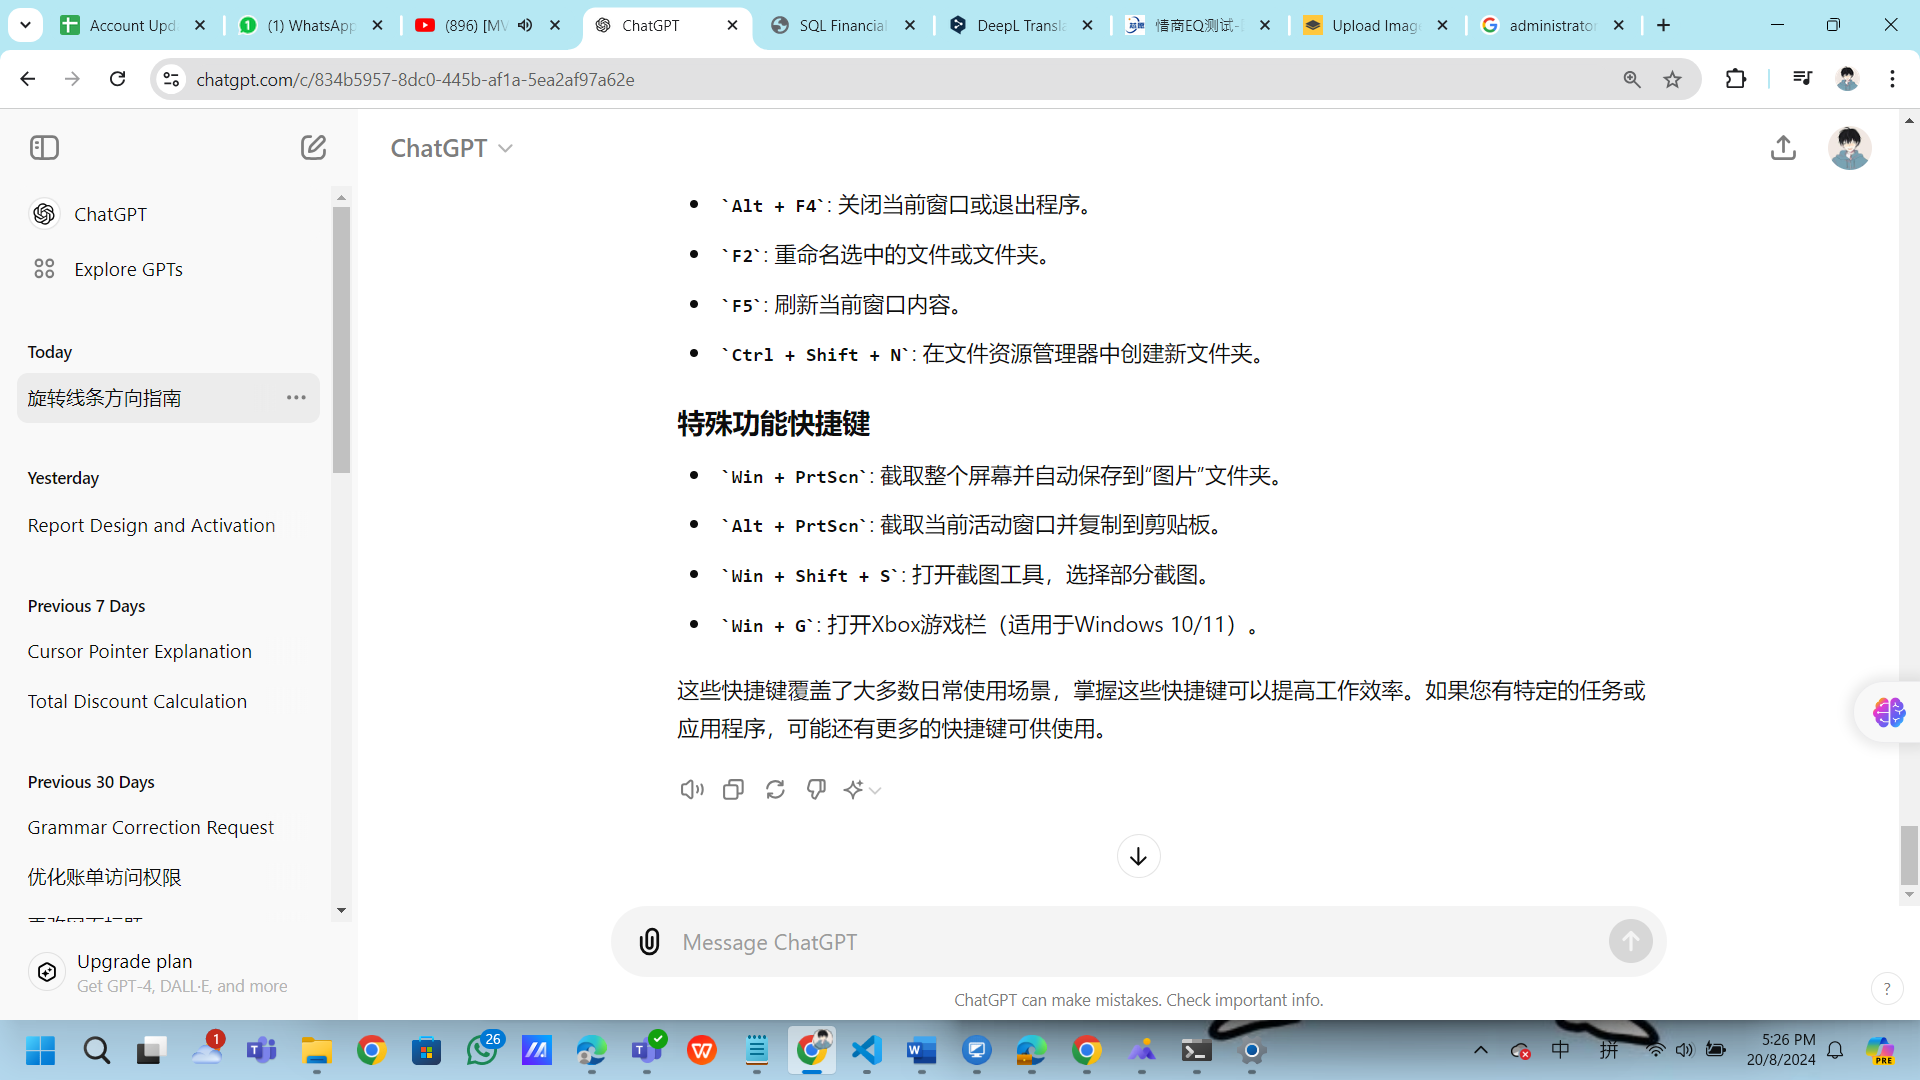 Account Upd
(1) WhatsApp
(896) [MV
ChatGPT
SQL Financial
DeepL Transla
情商EQ测试-
Upload Imag
administrator
chatgpt.com/c/834b5957-8dc0-445b-af1a-5ea2af97a62e
ChatGPT
ChatGPT
Explore GPTs
Today
旋转线条方向指南
Yesterday
Report Design and Activation
Previous 7 Days
Cursor Pointer Explanation
Total Discount Calculation
Previous 30 Days
Grammar Correction Request
优化账单访问权限
Upgrade plan
Get GPT-4, DALL·E, and more
`Alt + F4`: 关闭当前窗口或退出程序。
`F2`: 重命名选中的文件或文件夹。
`F5`: 刷新当前窗口内容。
`Ctrl + Shift + N`: 在文件资源管理器中创建新文件夹。
特殊功能快捷键
`Win + PrtScn`: 截取整个屏幕并自动保存到“图片”文件夹。
`Alt + PrtScn`: 截取当前活动窗口并复制到剪贴板。
`Win + Shift + S`: 打开截图工具，选择部分截图。
`Win + G`: 打开Xbox游戏栏（适用于Windows 10/11）。
这些快捷键覆盖了大多数日常使用场景，掌握这些快捷键可以提高工作效率。如果您有特定的任务或
应用程序，可能还有更多的快捷键可供使用。
Message ChatGPT
ChatGPT can make mistakes. Check important info.
?
1
26
中
拼
5:26 PM
20/8/2024
PRE